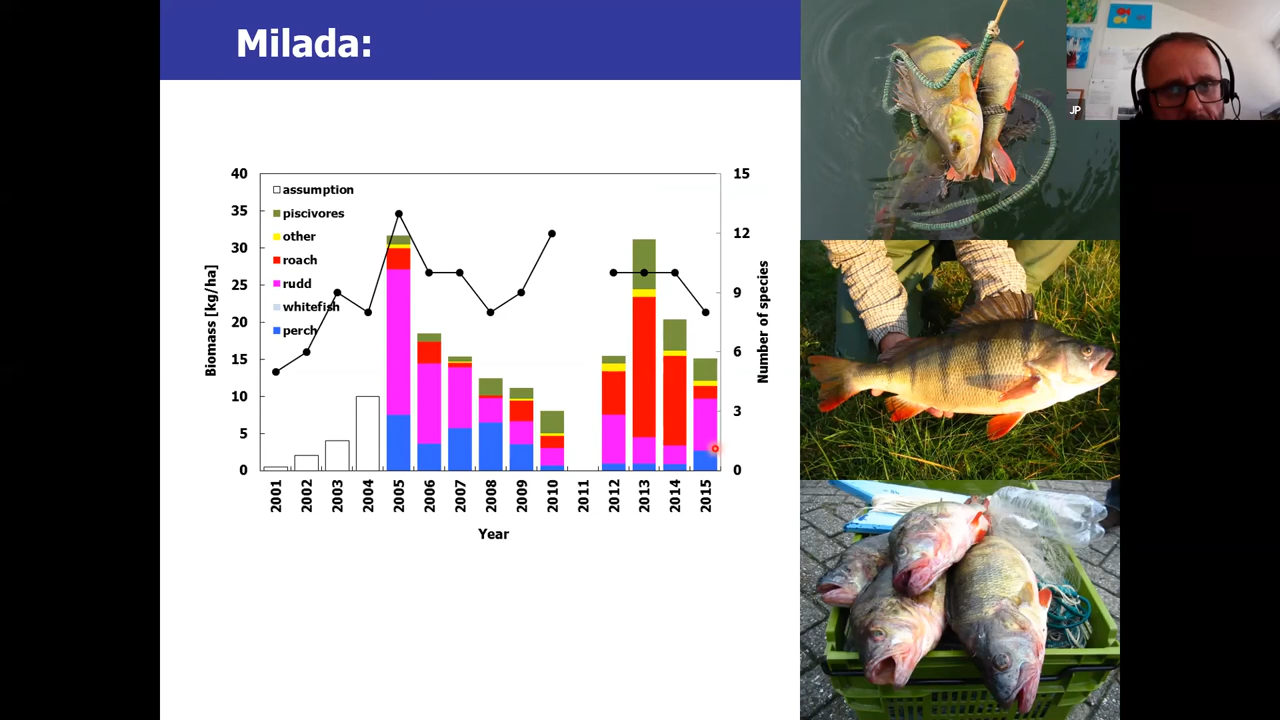 Milada:
JP
40
35
30
25
20
15
10
5
0
Biomass [kg/ha]
assumption
piscivores
other
roach
rudd
whitefish
perch
15
12
9
6
3
0
Number of species
2001
2002
2003
2004
2005
2006
2007
2008
2009
2010
2011
2012
2013
2014
2015
Year